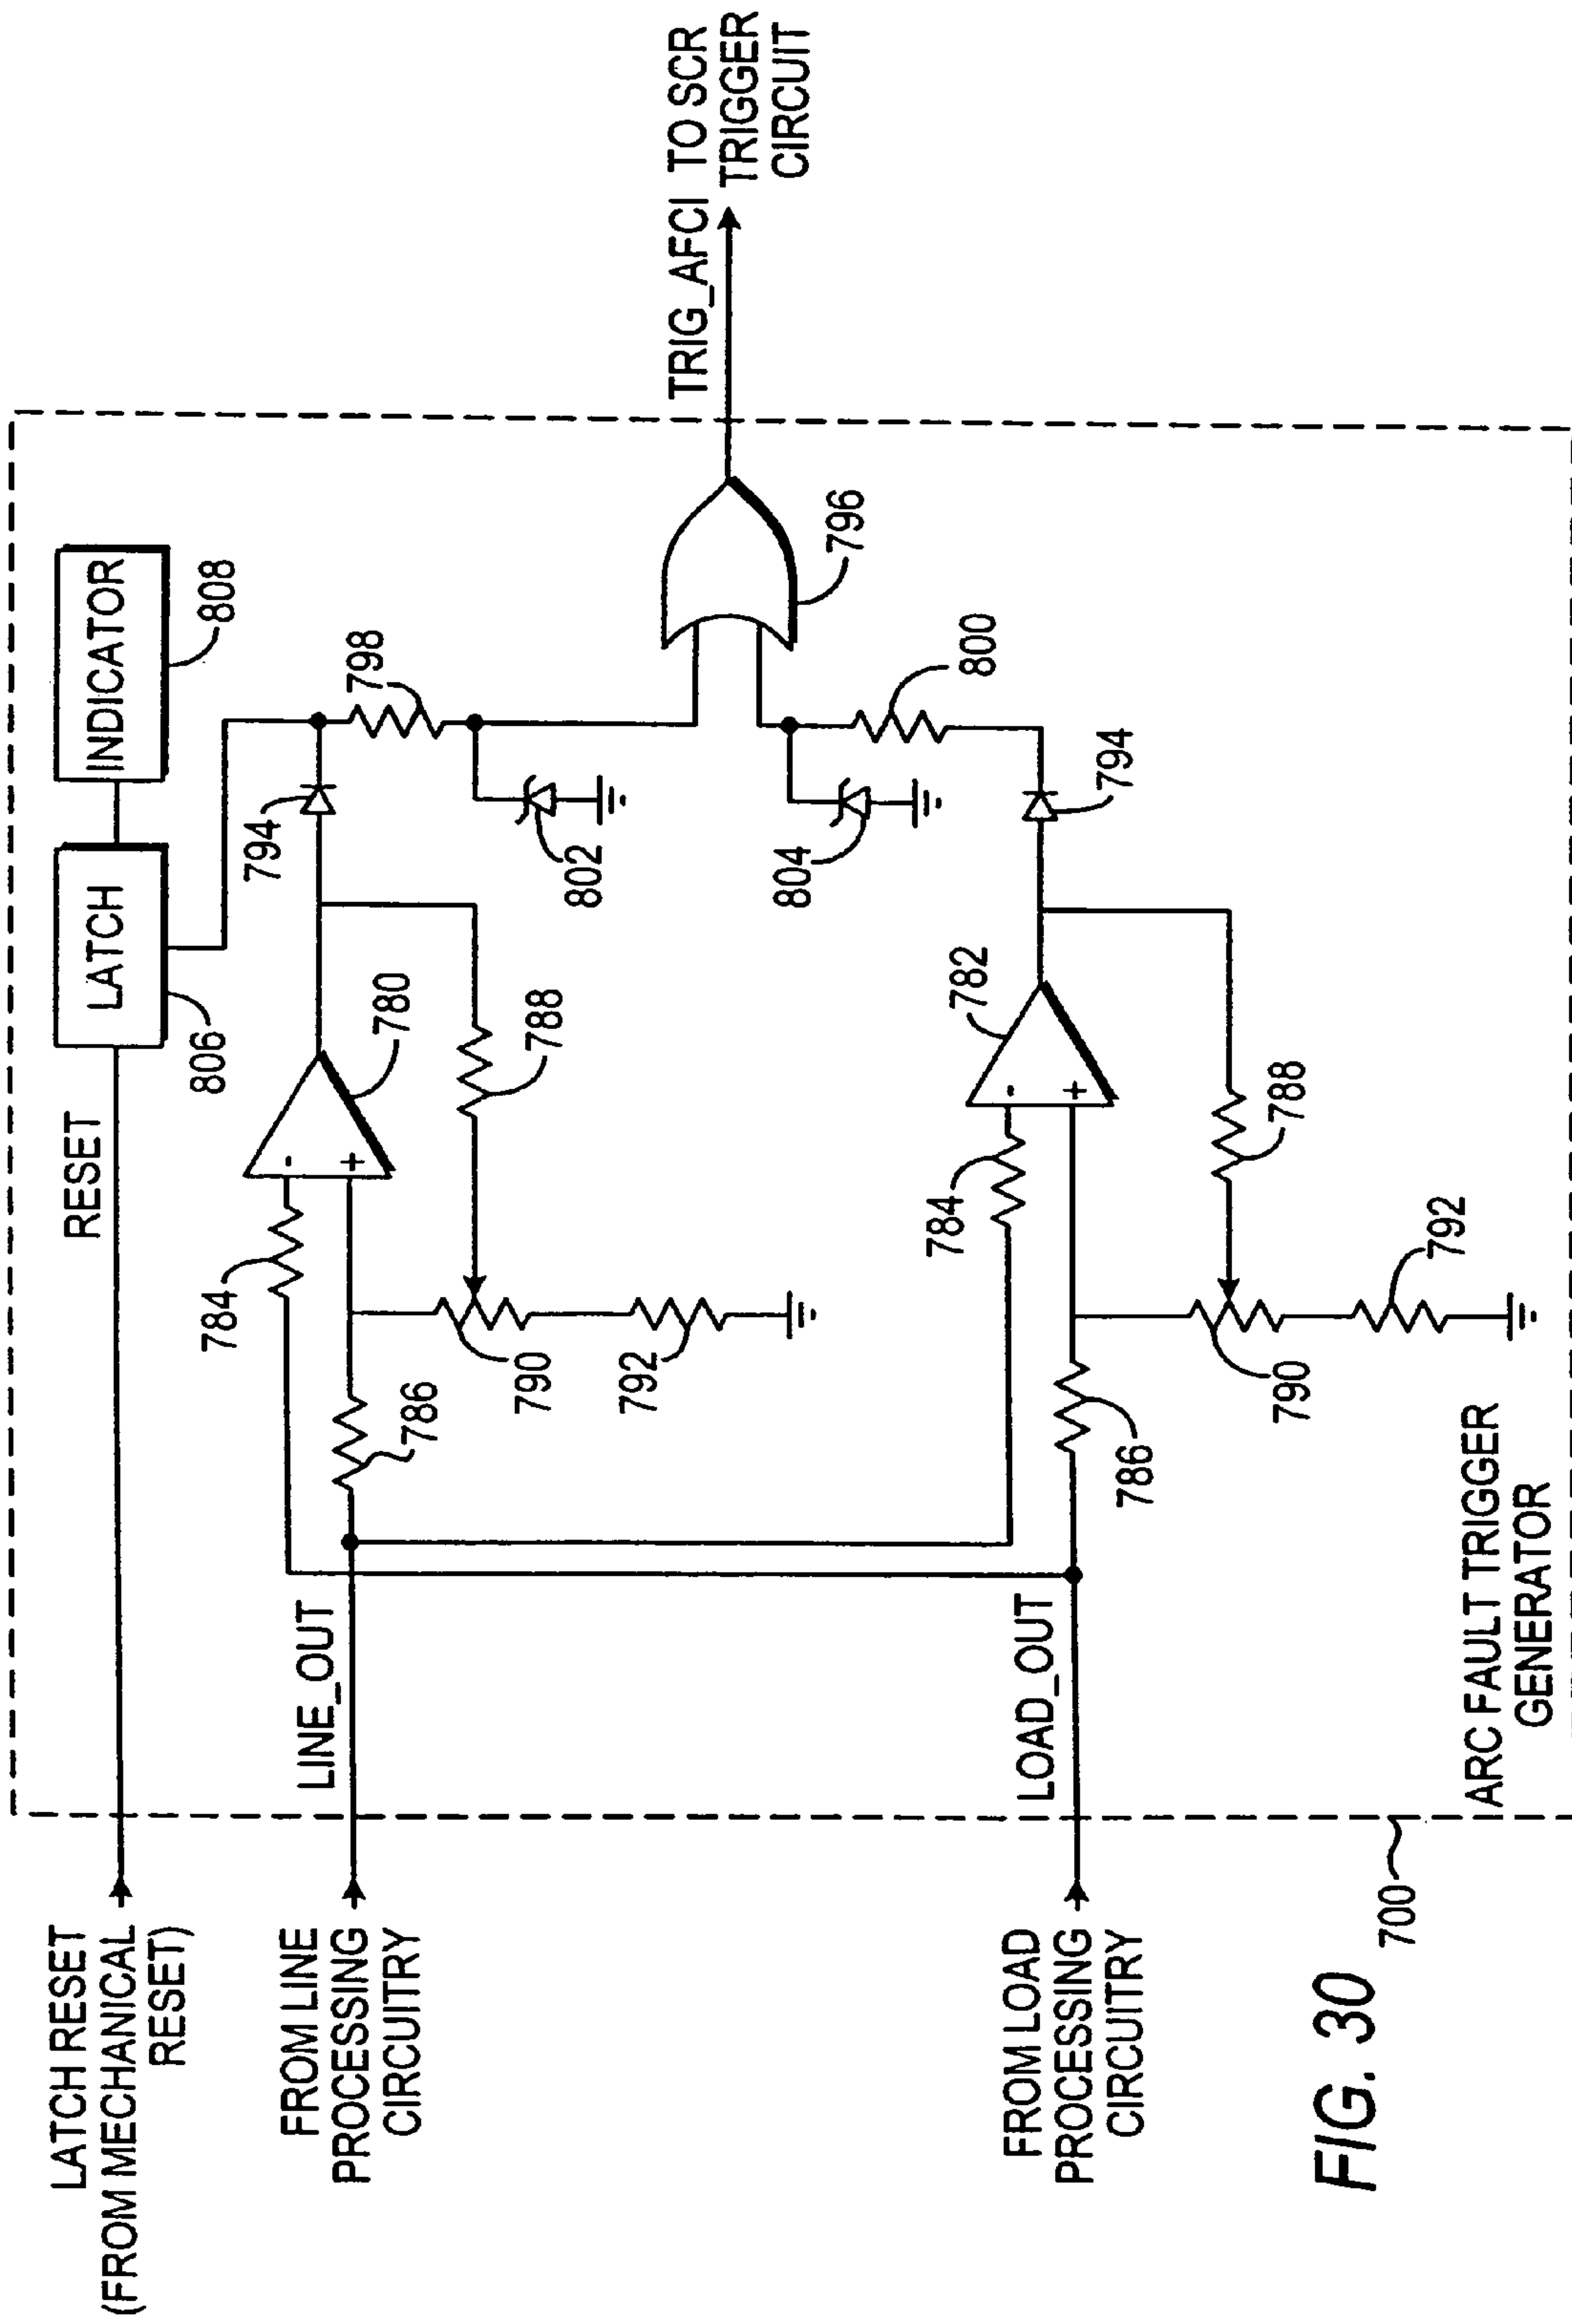 LATCH RESET
(FROM MECHANICAL
RESET)
RESET
LATCH
806
INDICATOR
808
FROM LINE
PROCESSING
CIRCUITRY
LINE_OUT
784
786
-
+
780
788
790
792
794
798
802
796
TRIG_AFCI TO SCR
TRIGGER
CIRCUIT
804
800
794
FROM LOAD
PROCESSING
CIRCUITRY
LOAD_OUT
784
786
-
+
782
788
790
792
ARC FAULT TRIGGER
GENERATOR
700
FIG. 30